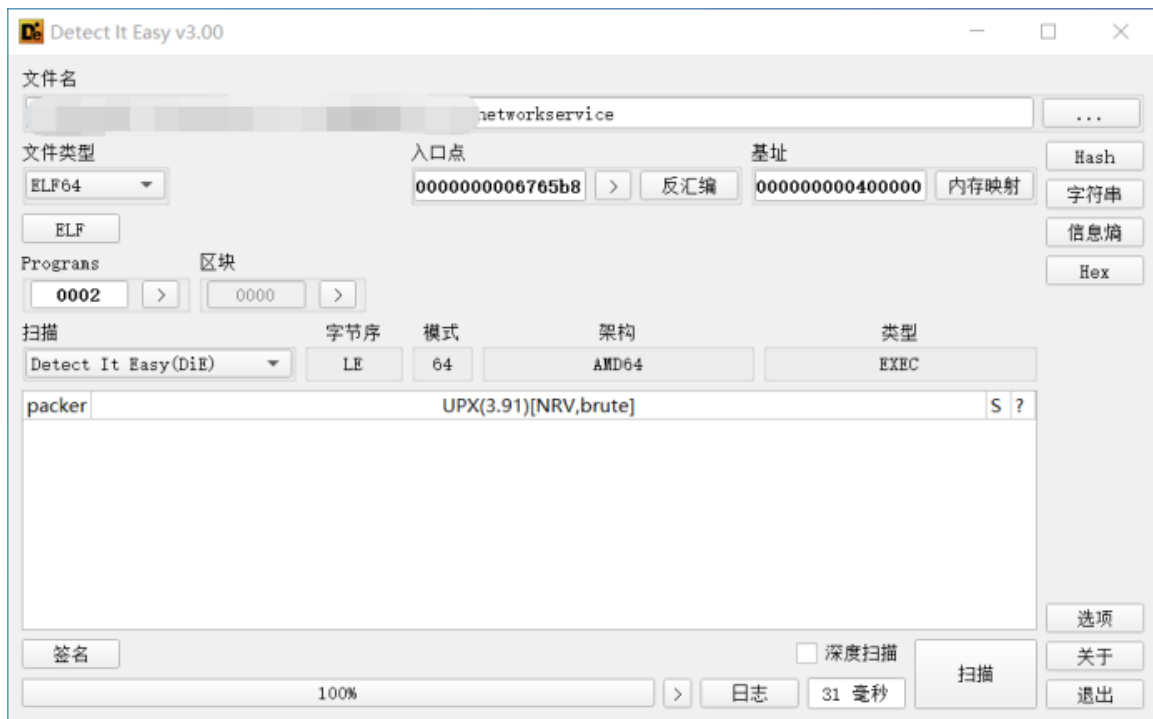 Detect It Easy v3.00
文件名
networkservice
...
文件类型 入口点 基址 Hash
ELF64 0000000006765b8 > 反汇编 000000000400000 内存映射 字符串
ELF 信息熵
Programs 区块 Hex
0002 > 0000 >
扫描 字节序 模式 架构 类型
Detect It Easy(DiE) LE 64 AMD64 EXEC
packer UPX(3.91)[NRV,brute] S ?
选项
签名 深度扫描 扫描 关于
100% > 日志 31 毫秒 退出